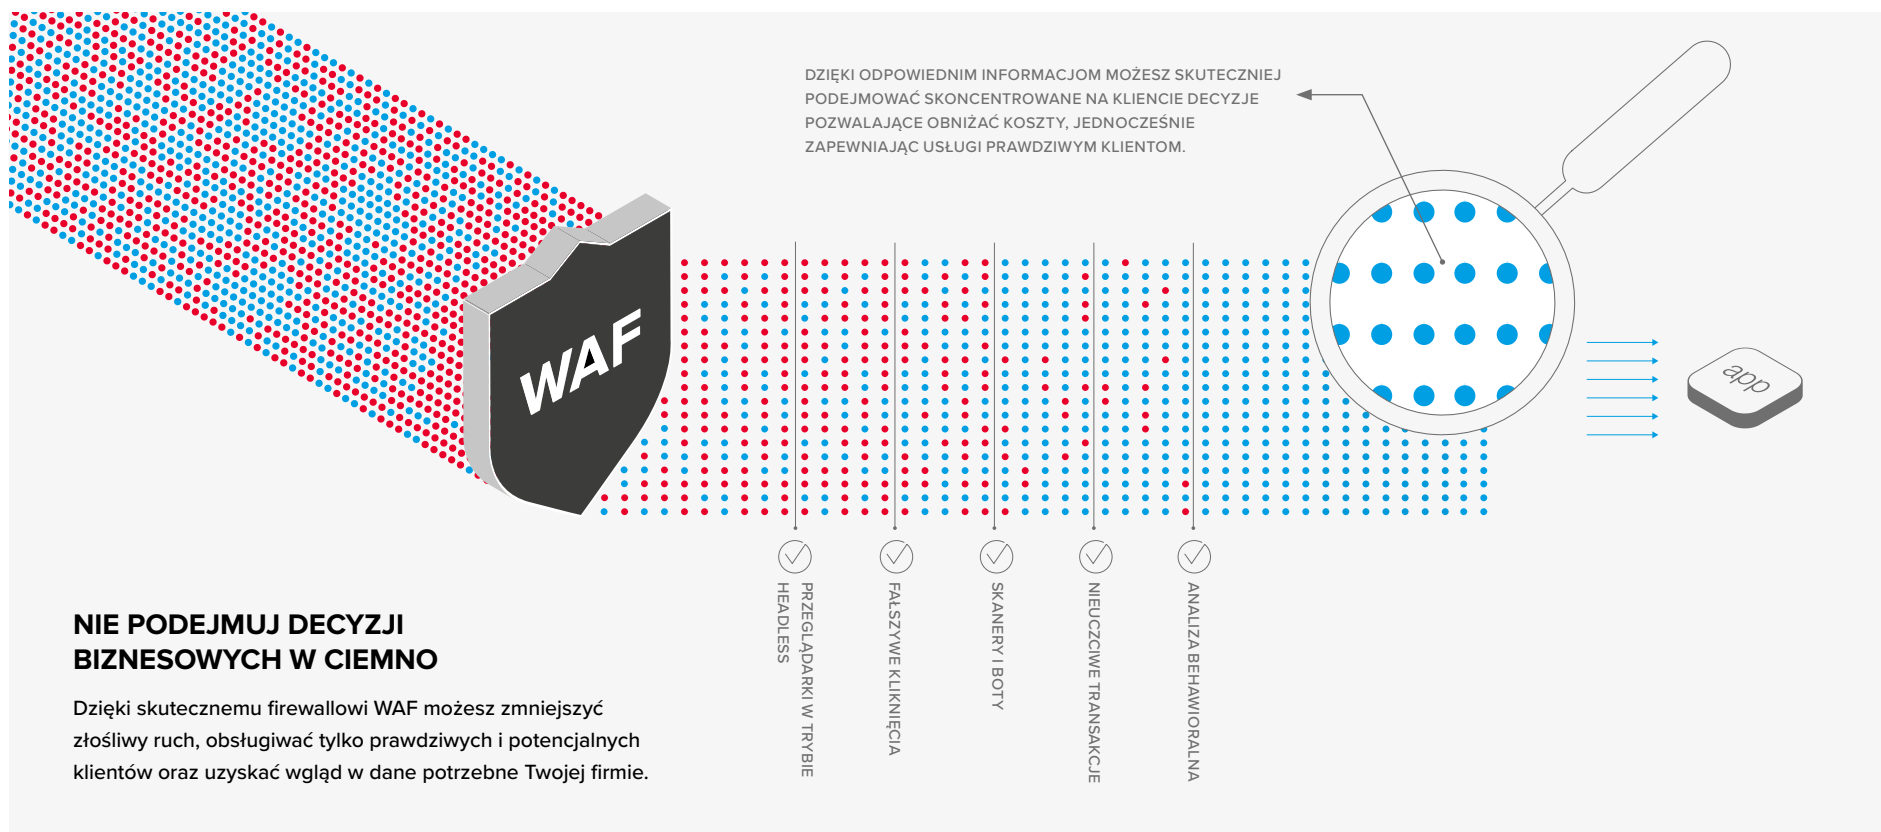 DZIĘKI ODPOWIEDNIM INFORMACJOM MOŻESZ SKUTECZNIEJ
PODEJMOWAĆ SKONCENTROWANE NA KLIENCIE DECYZJE
POZWALAJĄCE OBNIŻAĆ KOSZTY, JEDNOCZEŚNIE
ZAPEWNIAJĄC USŁUGI PRAWDZIWYM KLIENTOM.
WAF
app
PRZEGLĄDARKI W TRYBIE
HEADLESS
FAŁSZYWE KLIKNIĘCIA
SKANERY I BOTY
NIEUCZCIWE TRANSAKCJE
ANALIZA BEHAWIORALNA
NIE PODEJMUJ DECYZJI
BIZNESOWYCH W CIEMNO
Dzięki skutecznemu firewallowi WAF możesz zmniejszyć
złośliwy ruch, obsługiwać tylko prawdziwych i potencjalnych
klientów oraz uzyskać wgląd w dane potrzebne Twojej firmie.